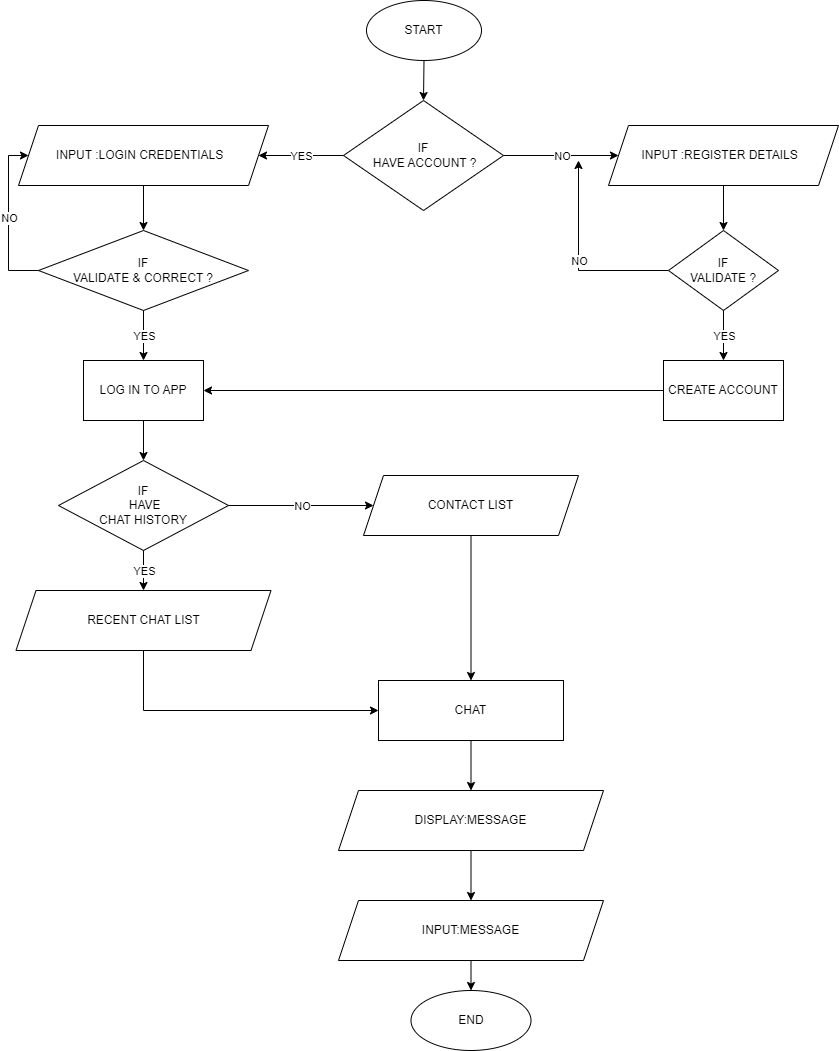 START
IF
HAVE ACCOUNT ?
YES
NO
INPUT :LOGIN CREDENTIALS
INPUT :REGISTER DETAILS
NO
IF
VALIDATE & CORRECT ?
NO
IF
VALIDATE ?
YES
YES
LOG IN TO APP
CREATE ACCOUNT
IF
HAVE
CHAT HISTORY
NO
CONTACT LIST
YES
RECENT CHAT LIST
CHAT
DISPLAY:MESSAGE
INPUT:MESSAGE
END